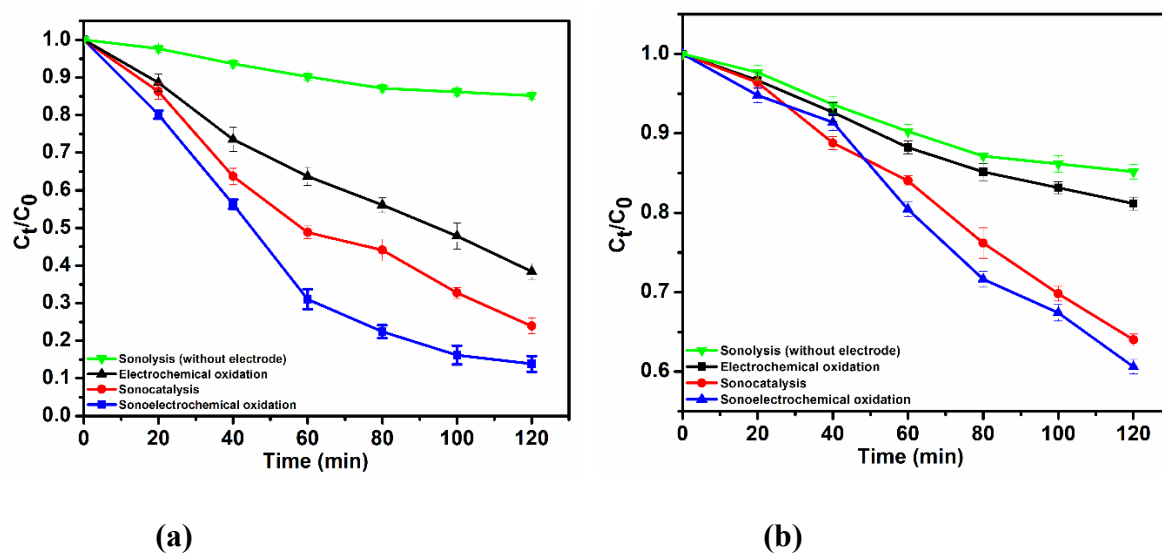 1.0
0.9
0.8
0.7
0.6
0.5
0.4
0.3
0.2
0.1
0.0
Ct/C0
Sonolysis (without electrode)
Electrochemical oxidation
Sonocatalysis
Sonoelectrochemical oxidation
0 20 40 60 80 100 120
Time (min)
(a)
1.0
0.9
0.8
0.7
0.6
Ct/C0
Sonolysis (without electrode)
Electrochemical oxidation
Sonocatalysis
Sonoelectrochemical oxidation
0 20 40 60 80 100 120
Time (min)
(b)